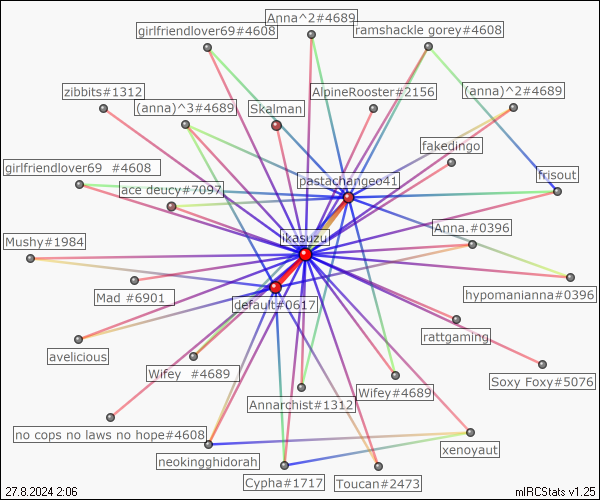 Anna^2#4689
girlfriendlover69#4608
ramshackle gorey#4608
zibbits#1312
AlpineRooster#2156
(anna)^2#4689
(anna)^3#4689
Skalman
fakedingo
girlfriendlover69  #4608
pastachangeo41
frisout
ace deucy#7097
Anna.#0396
ikasuzu
Mushy#1984
Mad #6901
hypomanianna#0396
default#0617
rattgaming
avelicious
Wifey  #4689
Soxy Foxy#5076
Wifey#4689
Annarchist#1312
no cops no laws no hope#4608
xenoyaut
neokingghidorah
Cypha#1717
Toucan#2473
27.8.2024 2:06
mIRCStats v1.25